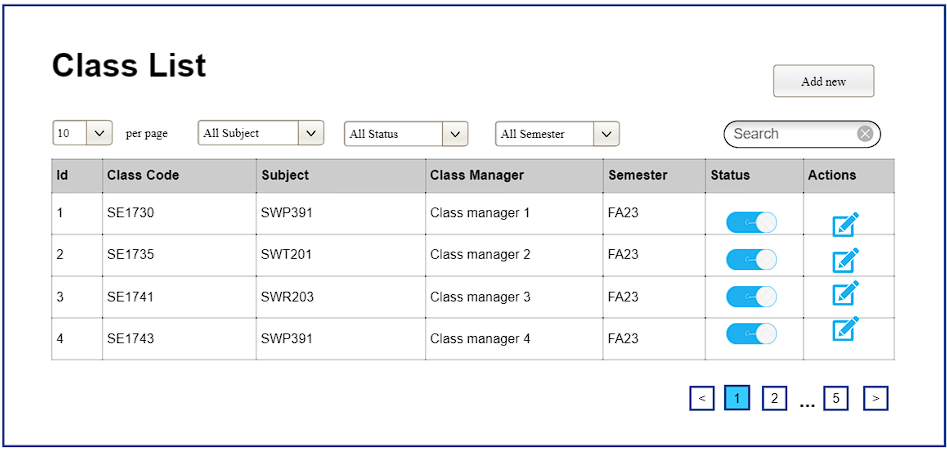 Class List
Add new
10 per page All Subject All Status All Semester Search
Id Class Code Subject Class Manager Semester Status Actions
1 SE1730 SWP391 Class manager 1 FA23
2 SE1735 SWT201 Class manager 2 FA23
3 SE1741 SWR203 Class manager 3 FA23
4 SE1743 SWP391 Class manager 4 FA23
< 1 2 ... 5 >